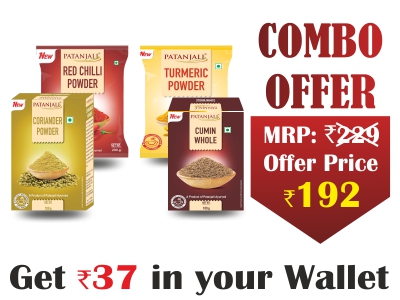 New
PATANJALI
RED CHILLI
POWDER
PATANJALI
TURMERIC
POWDER
New
PATANJALI
CORIANDER
POWDER
New
PATANJALI
CUMIN
WHOLE
COMBO
OFFER
MRP: ₹229
Offer Price
₹192
Get ₹37 in your Wallet